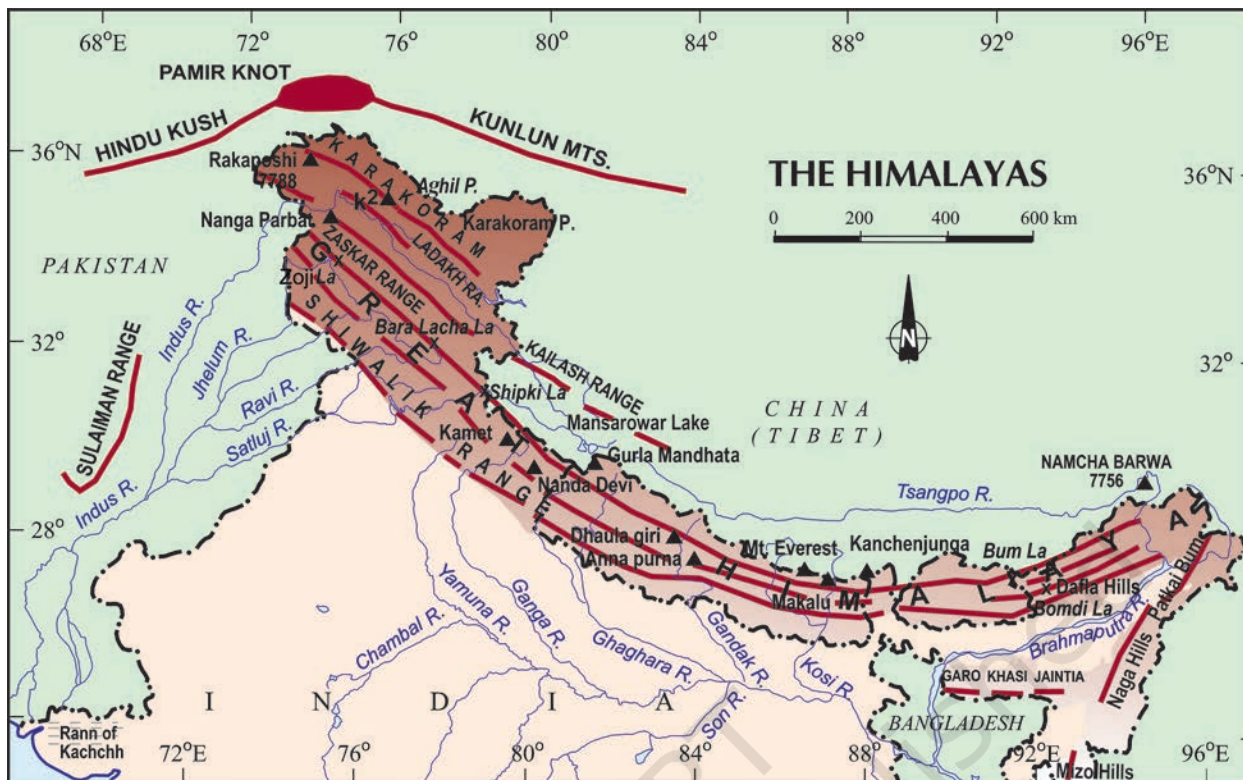 68°E
72°
76°
80°
84°
88°
92°
96°E
PAMIR KNOT
HINDU KUSH
KUNLUN MTS.
36°N
36°N
THE HIMALAYAS
0 200 400 600 km
N
KARAKORAM
Rakaposhi
7788
Aghil P.
k2
Nanga Parbat
Karakoram P.
LADAKH RA.
ZASKAR RANGE
PAKISTAN
Zoji La
GREAT HIMALAYA
SHIWALIK RANGE
Bara Lacha La
Indus R.
Jhelum R.
Ravi R.
Satluj R.
SULAIMAN RANGE
32°
32°
KAILASH RANGE
Shipki La
Mansarowar Lake
CHINA
(TIBET)
Kamet
Gurla Mandhata
Nanda Devi
NAMCHA BARWA
7756
Tsangpo R.
Indus R.
28°
28°
Dhaula giri
Anna purna
Mt. Everest
Kanchenjunga
Makalu
Bum La
Dafla Hills
Bomdi La
Patkai Bum
Brahmaputra R.
Naga Hills
Yamuna R.
Ganga R.
Chambal R.
Ghaghara R.
Gandak R.
Kosi R.
Son R.
GARO KHASI JAINTIA
INDIA
BANGLADESH
Rann of
Kachchh
72°E
76°
80°
84°
88°
92°E
96°E
Mizo Hills